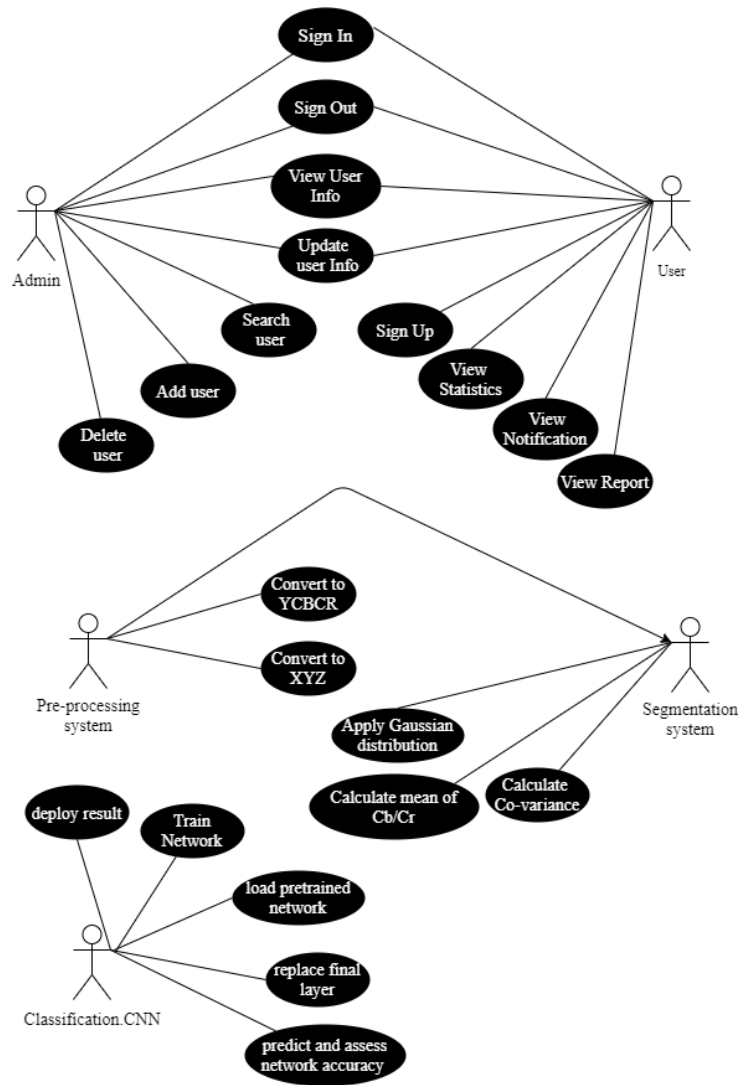 Sign In
Sign Out
View User
Info
Admin
Update
user Info
User
Search
user
Sign Up
Add user
View
Statistics
Delete
user
View
Notification
View Report
Convert to
YCBCR
Convert to
XYZ
Pre-processing
system
Segmentation
system
Apply Gaussian
distribution
Calculate mean of
Cb/Cr
Calculate
Co-variance
deploy result
Train
Network
load pretrained
network
replace final
layer
Classification.CNN
predict and assess
network accuracy